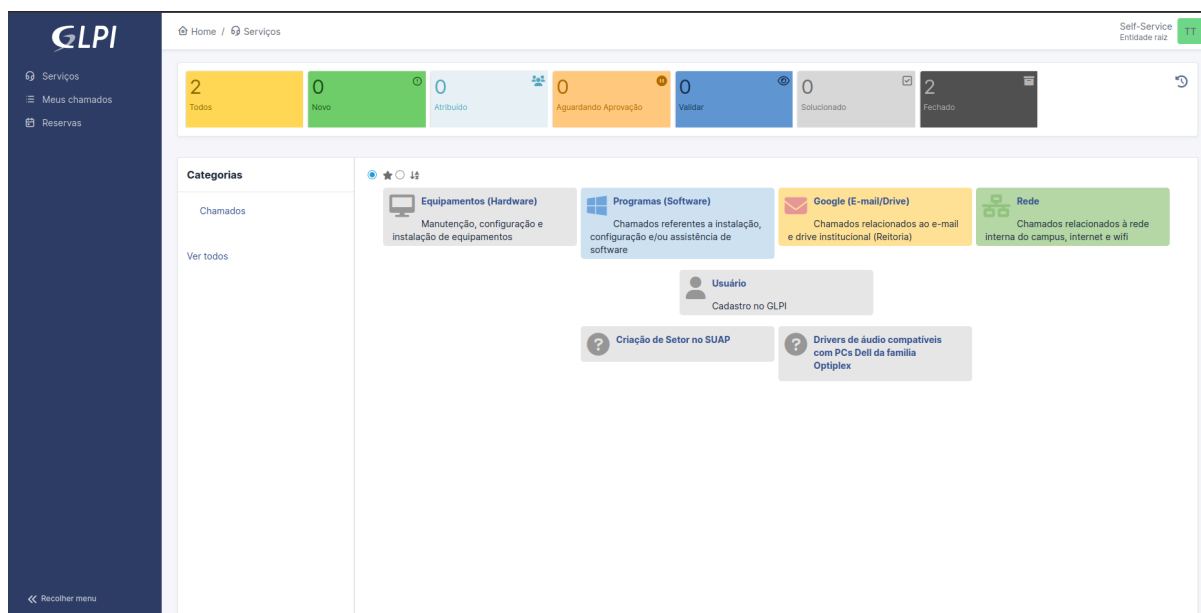 GLPI
Home / Serviços
Self-Service
Entidade raiz
TT
Serviços
Meus chamados
Reservas
2
Todos
0
Novo
0
Atribuído
0
Aguardando Aprovação
0
Validar
0
Solucionado
2
Fechado
Categorias
Chamados
Ver todos
Equipamentos (Hardware)
Manutenção, configuração e
instalação de equipamentos
Programas (Software)
Chamados referentes a instalação,
configuração e/ou assistência de
software
Google (E-mail/Drive)
Chamados relacionados ao e-mail
e drive institucional (Reitoria)
Rede
Chamados relacionados à rede
interna do campus, internet e wifi
Usuário
Cadastro no GLPI
Criação de Setor no SUAP
Drivers de áudio compatíveis
com PCs Dell da familia
Optiplex
Recolher menu